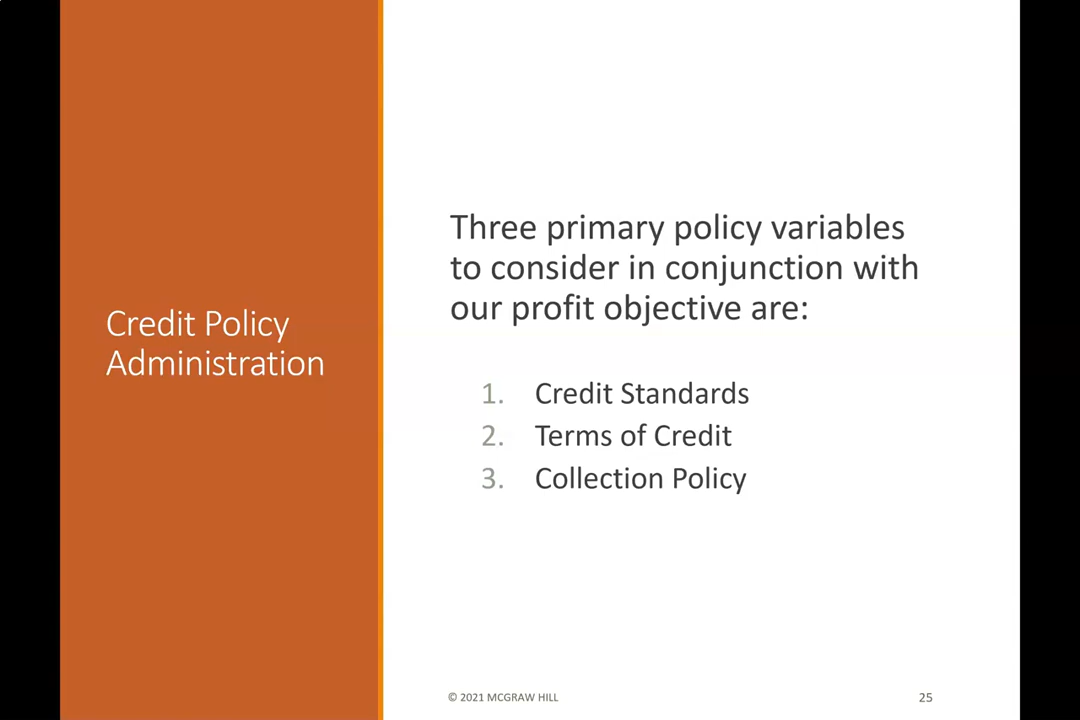 Credit Policy
Administration
Three primary policy variables
to consider in conjunction with
our profit objective are:
1. Credit Standards
2. Terms of Credit
3. Collection Policy
© 2021 MCGRAW HILL
25